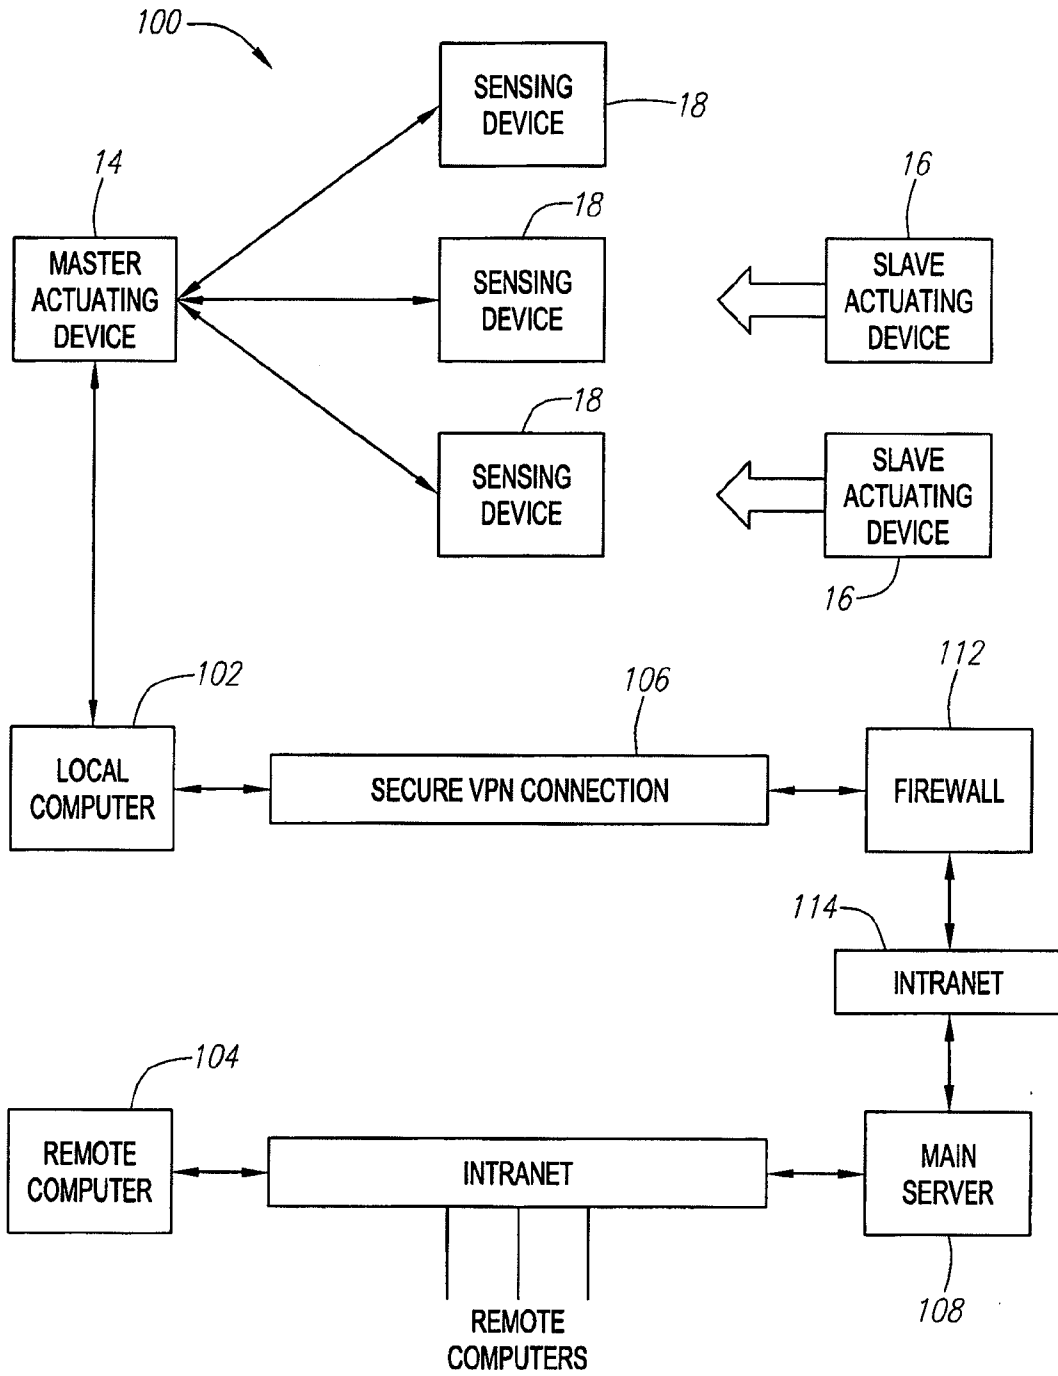 100
SENSING
DEVICE
18
14
MASTER
ACTUATING
DEVICE
18
SENSING
DEVICE
16
SLAVE
ACTUATING
DEVICE
18
SENSING
DEVICE
SLAVE
ACTUATING
DEVICE
16
102
LOCAL
COMPUTER
106
SECURE VPN CONNECTION
112
FIREWALL
114
INTRANET
104
REMOTE
COMPUTER
INTRANET
MAIN
SERVER
108
REMOTE
COMPUTERS